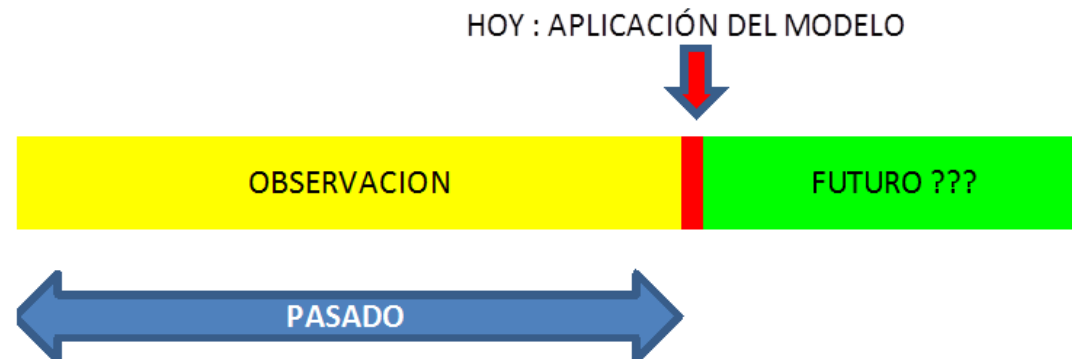 HOY : APLICACIÓN DEL MODELO
OBSERVACION
FUTURO ???
PASADO